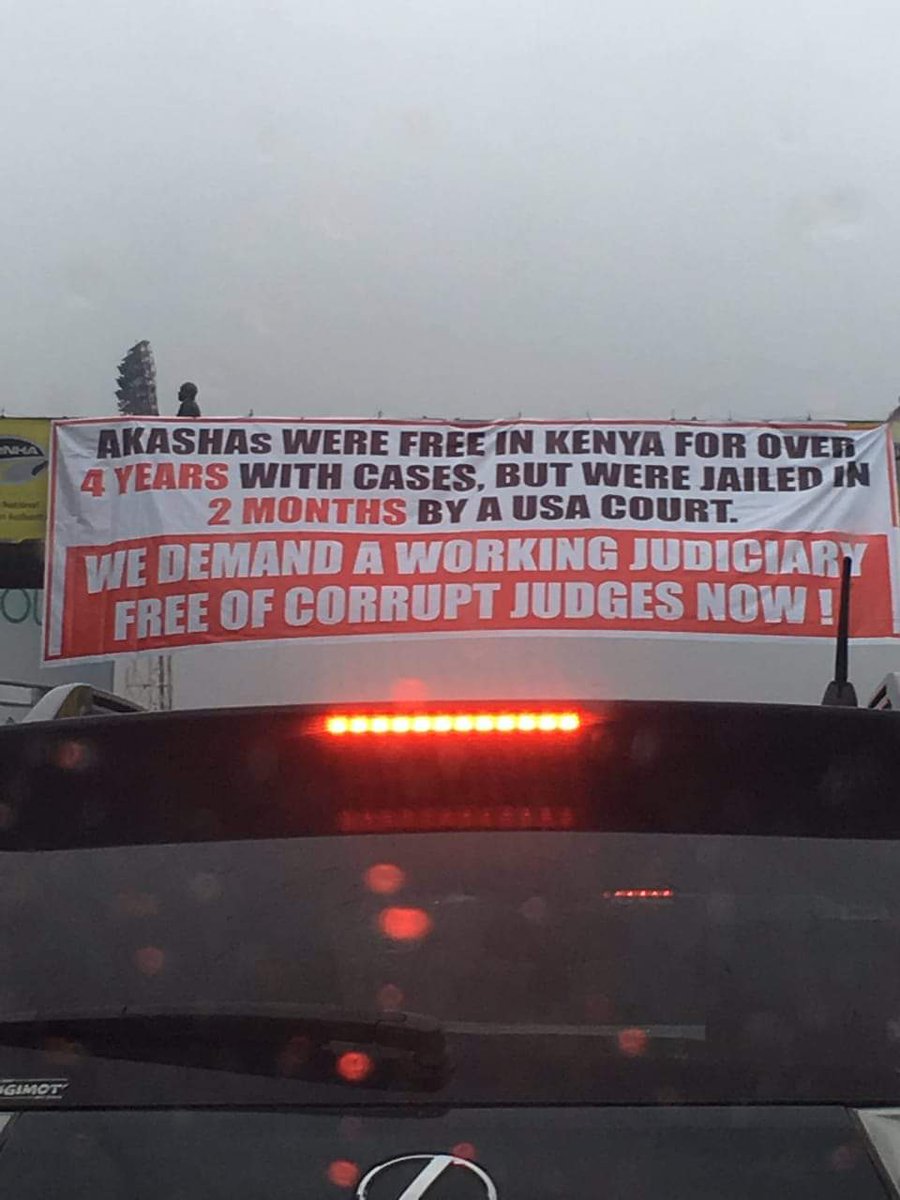 AKASHAs WERE FREE IN KENYA FOR OVER
4 YEARS WITH CASES, BUT WERE JAILED IN
2 MONTHS BY A USA COURT.
WE DEMAND A WORKING JUDICIARY
FREE OF CORRUPT JUDGES NOW !